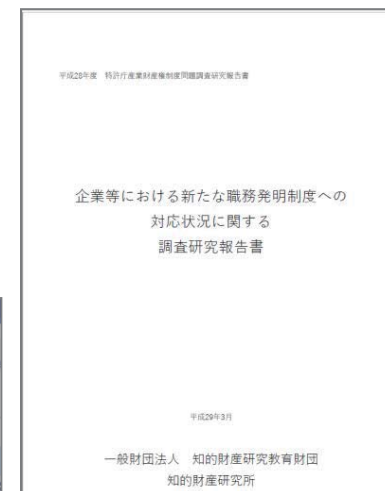 平成28年度　特許庁産業財産権制度問題調査研究報告書
企業等における新たな職務発明制度への
対応状況に関する
調査研究報告書
平成29年3月
一般財団法人　知的財産研究教育財団
知的財産研究所